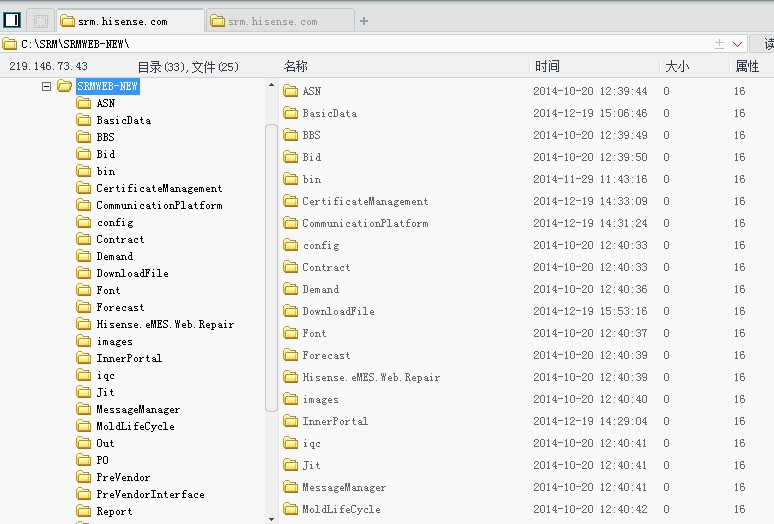 srm.hisense.com srm.hisense.com +
C:\SRM\SRMWEB-NEW\
219.146.73.43 目录(33),文件(25) 名称 时间 大小 属性
SRMWEB-NEW
ASN
BasicData
BBS
Bid
bin
CertificateManagement
CommunicationPlatform
config
Contract
Demand
DownloadFile
Font
Forecast
Hisense.eMES.Web.Repair
images
InnerPortal
iqc
Jit
MessageManager
MoldLifeCycle
Out
PO
PreVendor
PreVendorInterface
Report
ASN 2014-10-20 12:39:44 0 16
BasicData 2014-12-19 15:06:46 0 16
BBS 2014-10-20 12:39:49 0 16
Bid 2014-10-20 12:39:50 0 16
bin 2014-11-29 11:43:16 0 16
CertificateManagement 2014-12-19 14:33:09 0 16
CommunicationPlatform 2014-12-19 14:31:24 0 16
config 2014-10-20 12:40:33 0 16
Contract 2014-10-20 12:40:33 0 16
Demand 2014-10-20 12:40:36 0 16
DownloadFile 2014-12-19 15:53:16 0 16
Font 2014-10-20 12:40:37 0 16
Forecast 2014-10-20 12:40:39 0 16
Hisense.eMES.Web.Repair 2014-10-20 12:40:39 0 16
images 2014-10-20 12:40:40 0 16
InnerPortal 2014-12-19 14:29:04 0 16
iqc 2014-10-20 12:40:41 0 16
Jit 2014-10-20 12:40:41 0 16
MessageManager 2014-10-20 12:40:41 0 16
MoldLifeCycle 2014-10-20 12:40:42 0 16